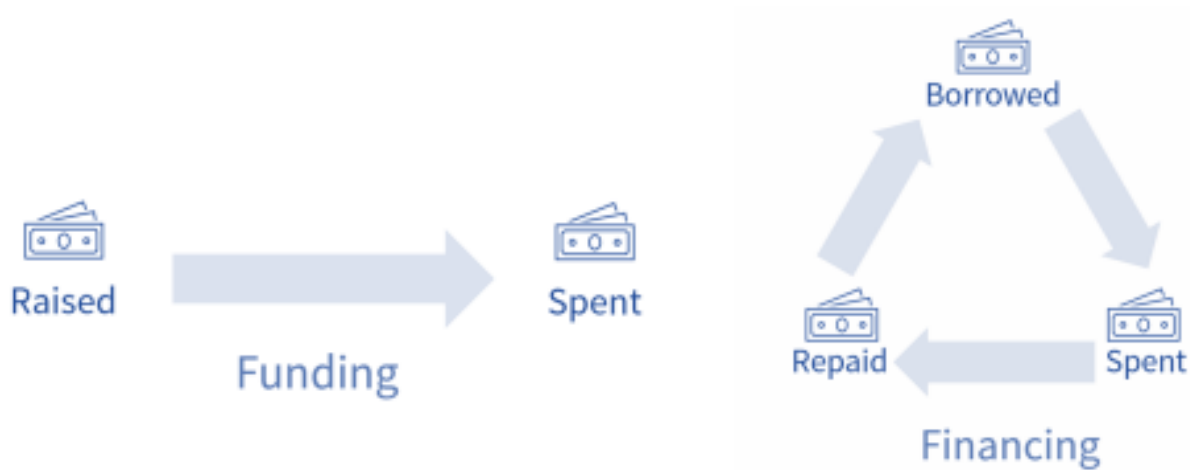 Raised
Spent
Funding
Borrowed
Repaid
Spent
Financing